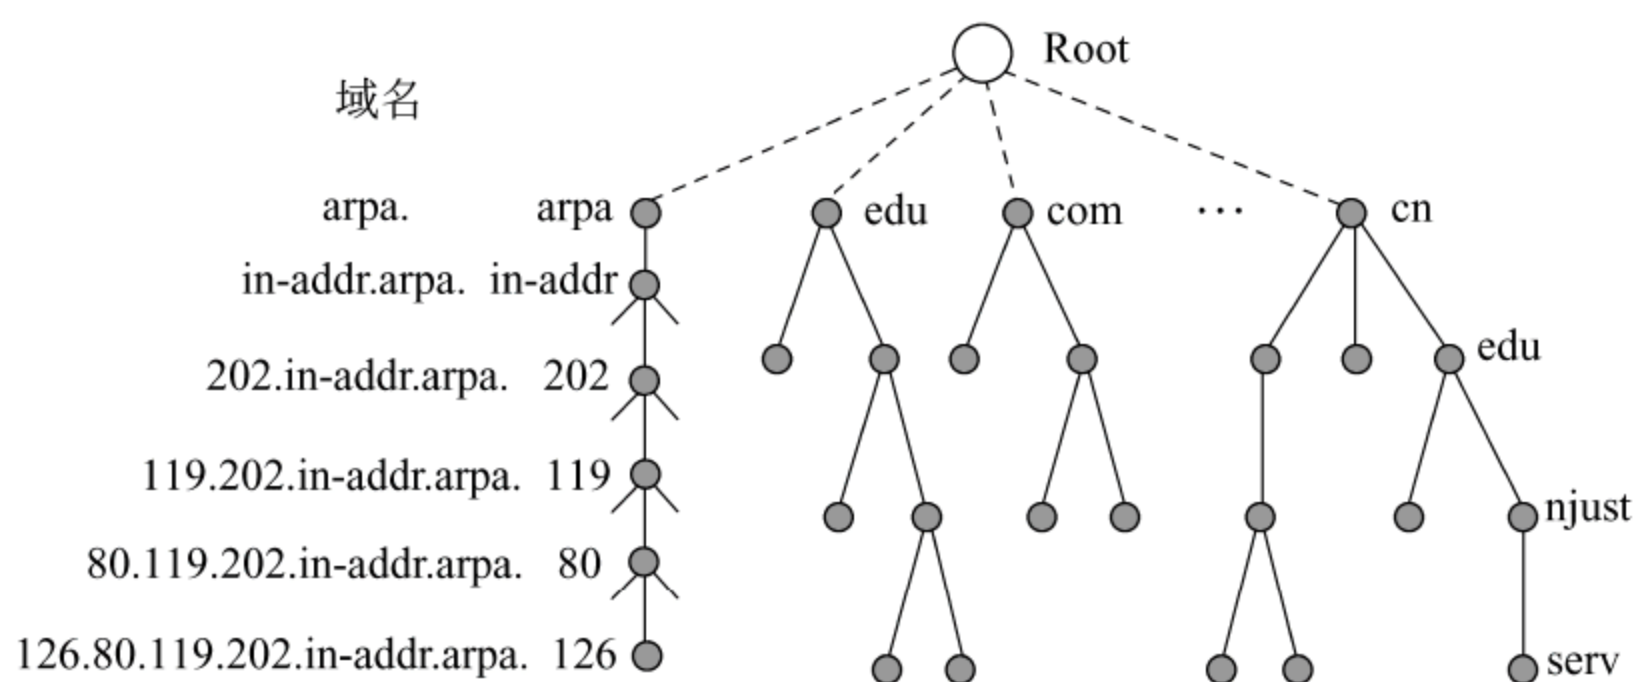 Root
域名
arpa. arpa edu com ... cn
in-addr.arpa. in-addr
edu
202.in-addr.arpa. 202
119.202.in-addr.arpa. 119
njust
80.119.202.in-addr.arpa. 80
126.80.119.202.in-addr.arpa. 126 serv